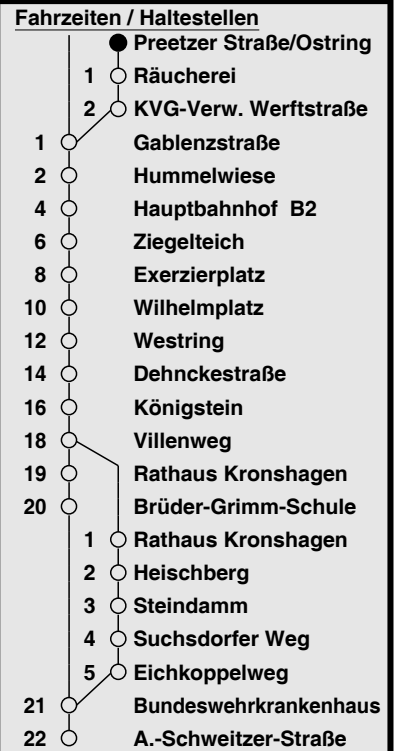 Fahrzeiten / Haltestellen
Preetzer Straße/Ostring
1 Räucherei
2 KVG-Verw. Werftstraße
1 Gablenzstraße
2 Hummelwiese
4 Hauptbahnhof B2
6 Ziegelteich
8 Exerzierplatz
10 Wilhelmplatz
12 Westring
14 Dehnckestraße
16 Königstein
18 Villenweg
19 Rathaus Kronshagen
20 Brüder-Grimm-Schule
1 Rathaus Kronshagen
2 Heischberg
3 Steindamm
4 Suchsdorfer Weg
5 Eichkoppelweg
21 Bundeswehrkrankenhaus
22 A.-Schweitzer-Straße